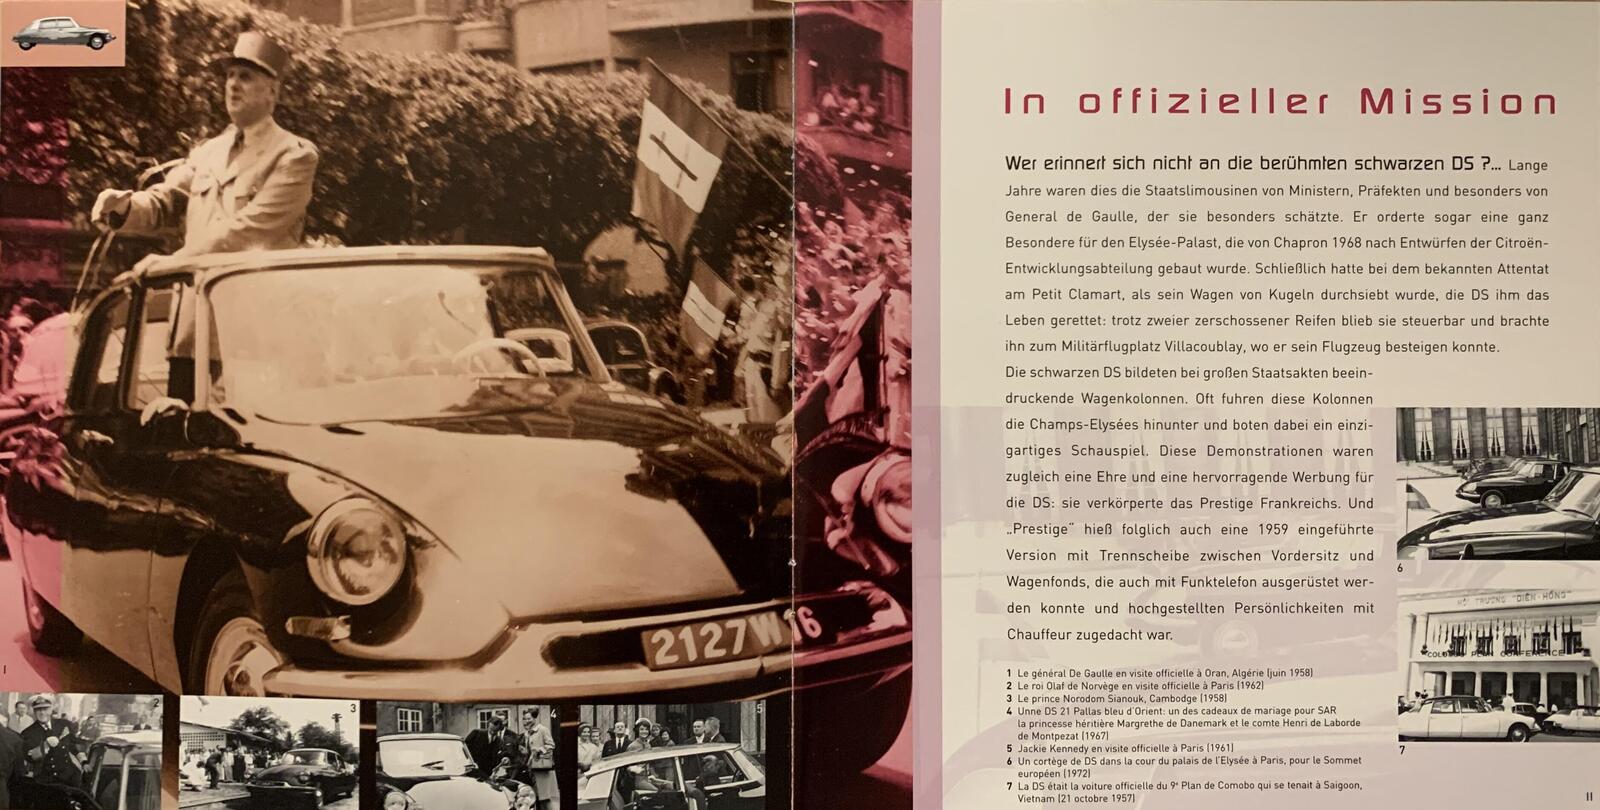 2127W 16
1
2
3
4
5
In offizieller Mission
Wer erinnert sich nicht an die berühmten schwarzen DS ?... Lange
Jahre waren dies die Staatslimousinen von Ministern, Präfekten und besonders von
General de Gaulle, der sie besonders schätzte. Er orderte sogar eine ganz
Besondere für den Elysée-Palast, die von Chapron 1968 nach Entwürfen der Citroën-
Entwicklungsabteilung gebaut wurde. Schließlich hatte bei dem bekannten Attentat
am Petit Clamart, als sein Wagen von Kugeln durchsiebt wurde, die DS ihm das
Leben gerettet: trotz zweier zerschossener Reifen blieb sie steuerbar und brachte
ihn zum Militärflugplatz Villacoublay, wo er sein Flugzeug besteigen konnte.
Die schwarzen DS bildeten bei großen Staatsakten beein-
druckende Wagenkolonnen. Oft fuhren diese Kolonnen
die Champs-Elysées hinunter und boten dabei ein einzi-
gartiges Schauspiel. Diese Demonstrationen waren
zugleich eine Ehre und eine hervorragende Werbung für
die DS: sie verkörperte das Prestige Frankreichs. Und
„Prestige“ hieß folglich auch eine 1959 eingeführte
Version mit Trennscheibe zwischen Vordersitz und
Wagenfonds, die auch mit Funktelefon ausgerüstet wer-
den konnte und hochgestellten Persönlichkeiten mit
Chauffeur zugedacht war.
6
HỘI TRƯỜNG "DIÊN-HỒNG"
COLOMBO PLAN CONFERENCE
7
1 Le général De Gaulle en visite officielle à Oran, Algérie (juin 1958)
2 Le roi Olaf de Norvège en visite officielle à Paris (1962)
3 Le prince Norodom Sianouk, Cambodge (1958)
4 Unne DS 21 Pallas bleu d'Orient: un des cadeaux de mariage pour SAR
la princesse héritière Margrethe de Danemark et le comte Henri de Laborde
de Montpezat (1967)
5 Jackie Kennedy en visite officielle à Paris (1961)
6 Un cortège de DS dans la cour du palais de l'Elysée à Paris, pour le Sommet
européen (1972)
7 La DS était la voiture officielle du 9e Plan de Comobo qui se tenait à Saigoon,
Vietnam (21 octobre 1957)
11